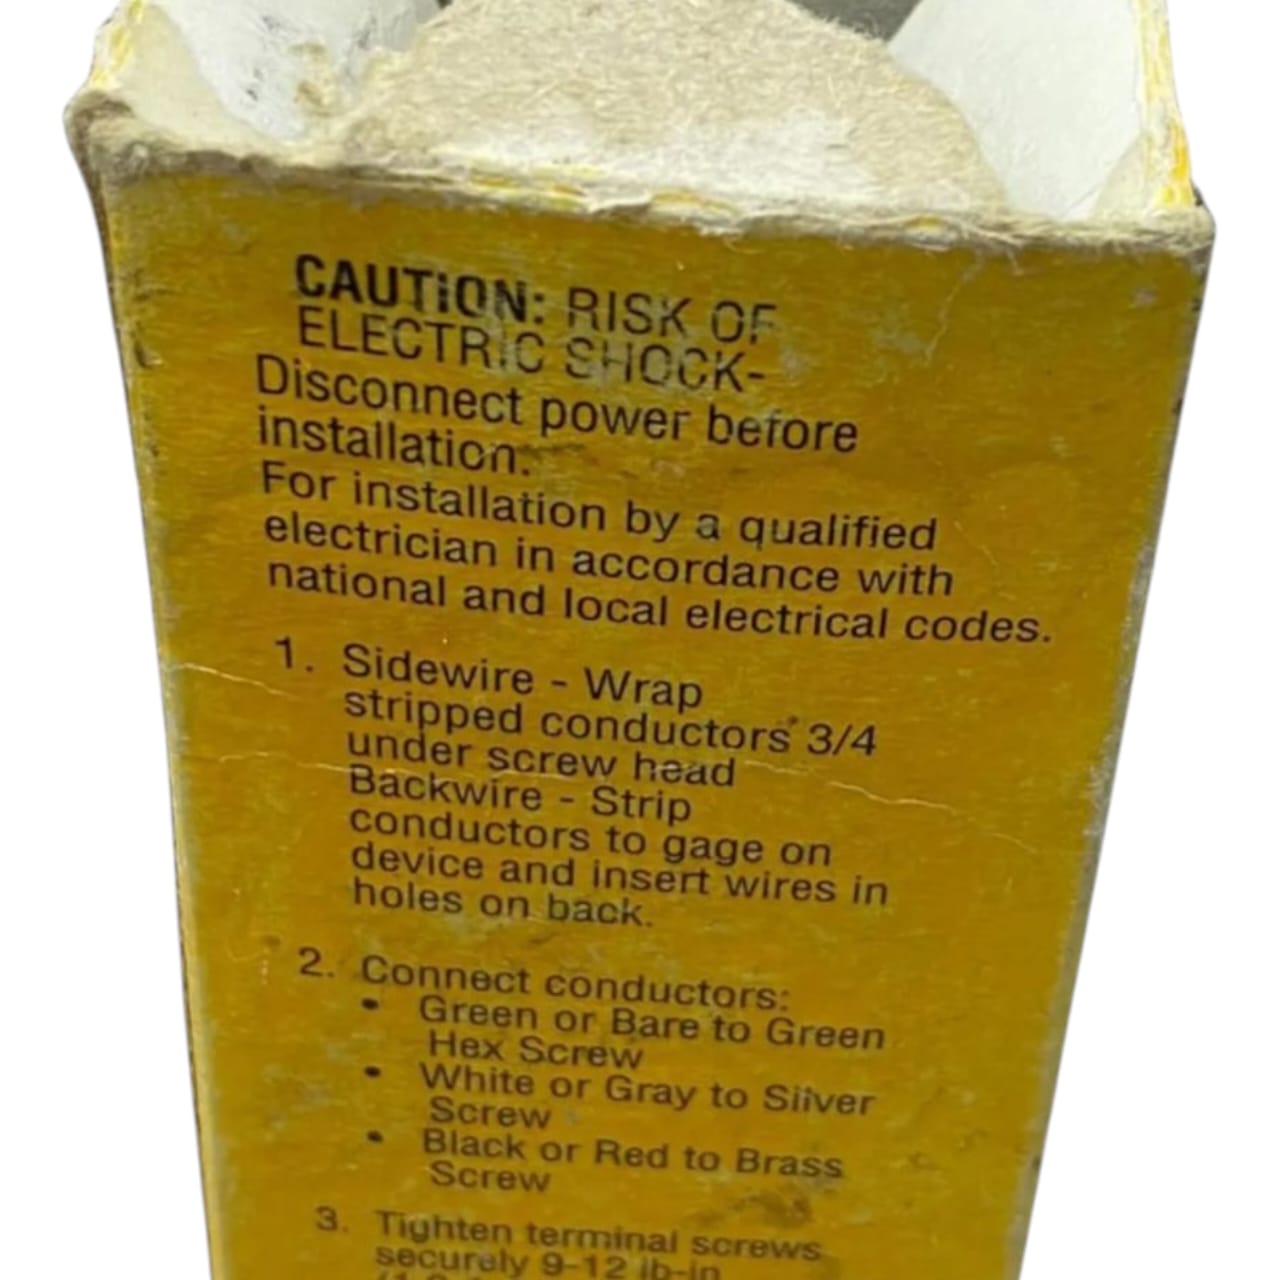 CAUTION: RISK OF
ELECTRIC SHOCK-
Disconnect power before
installation.
For installation by a qualified
electrician in accordance with
national and local electrical codes.
1. Sidewire - Wrap
stripped conductors 3/4
under screw head
Backwire - Strip
conductors to gage on
device and insert wires in
holes on back.
2. Connect conductors:
• Green or Bare to Green
Hex Screw
• White or Gray to Silver
Screw
• Black or Red to Brass
Screw
3. Tighten terminal screws
securely 9-12 lb-in